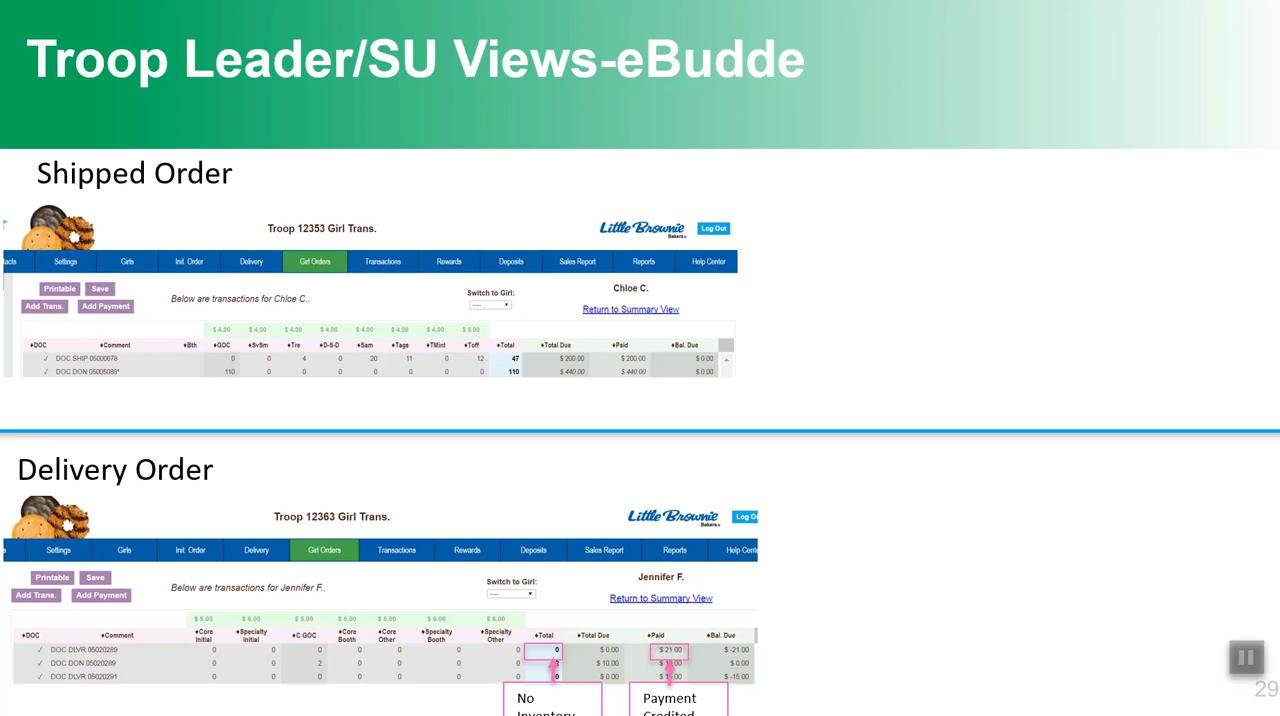 Troop Leader/SU Views-eBudde
Shipped Order
Troop 12353 Girl Trans.
Little Brownie
Bakers
Log Out
Settings Girls Init. Order Delivery Girl Orders Transactions Rewards Deposits Sales Report Reports Help Center
Printable Save
Add Trans. Add Payment
Below are transactions for Chloe C..
Switch to Girl:
----
Chloe C.
Return to Summary View
$ 4.00 $ 4.00 $ 4.00 $ 4.00 $ 4.00 $ 4.00 $ 4.00 $ 5.00
♦DOC ♦Comment ♦Bth ♦GOC ♦SvSm ♦Tre ♦D-S-D ♦Sam ♦Tags ♦TMint ♦Toff ♦Total ♦Total Due ♦Paid ♦Bal. Due
✓ DOC SHIP 05000678 0 0 4 0 20 11 0 12 47 $ 200.00 $ 200.00 $ 0.00
✓ DOC DON 05005088* 110 0 0 0 0 0 0 0 110 $ 440.00 $ 440.00 $ 0.00
Delivery Order
Troop 12363 Girl Trans.
Little Brownie
Bakers
Log
Settings Girls Init. Order Delivery Girl Orders Transactions Rewards Deposits Sales Report Reports Help
Printable Save
Add Trans. Add Payment
Below are transactions for Jennifer F..
Switch to Girl:
----
Jennifer F.
Return to Summary View
$ 5.00 $ 6.00 $ 5.00 $ 5.00 $ 5.00 $ 6.00 $ 6.00
♦DOC ♦Comment ♦Core Initial ♦Specialty Initial ♦C GOC ♦Core Booth ♦Core Other ♦Specialty Booth ♦Specialty Other ♦Total ♦Total Due ♦Paid ♦Bal. Due
✓ DOC DLVR 05020289 0 0 0 0 0 0 0 0 $ 0.00 $ 21.00 $ -21.00
✓ DOC DON 05020289 0 0 2 0 0 0 0 $ 10.00 $ 0.00
✓ DOC DLVR 05020291 0 0 0 0 0 0 0 0 $ 0.00 $ -15.00
No
Inventory
Payment
Credited
29